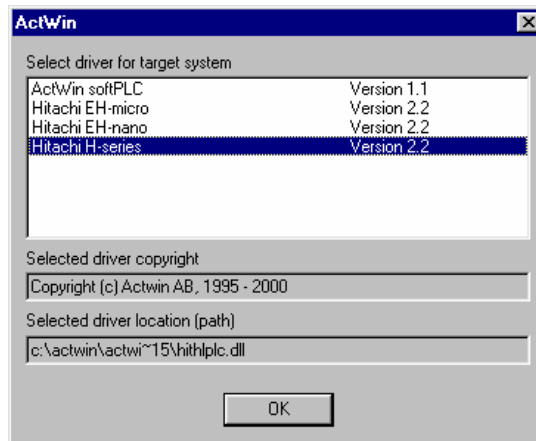 ActWin
Select driver for target system
ActWin softPLC Version 1.1
Hitachi EH-micro Version 2.2
Hitachi EH-nano Version 2.2
Hitachi H-series Version 2.2
Selected driver copyright
Copyright (c) Actwin AB, 1995 - 2000
Selected driver location (path)
c:\actwin\actwi~15\hithlplc.dll
OK